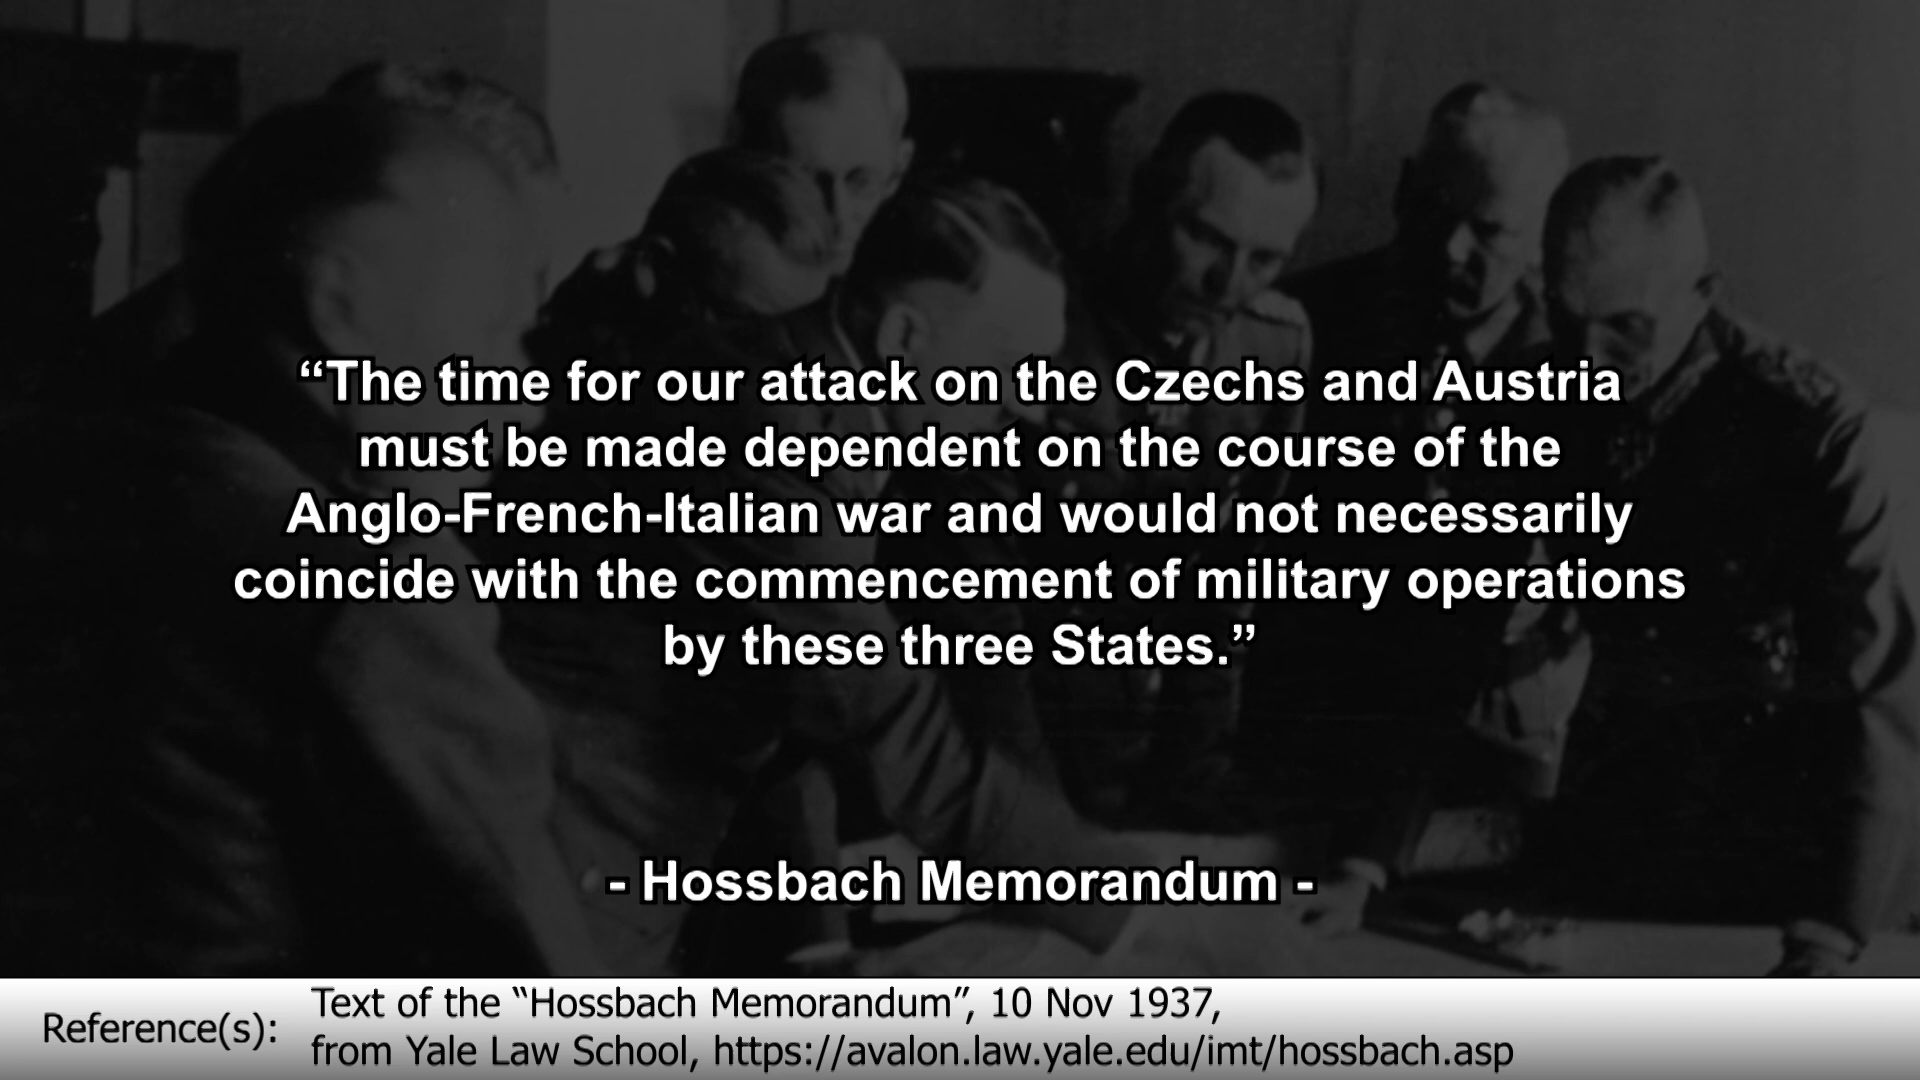 “The time for our attack on the Czechs and Austria
must be made dependent on the course of the
Anglo-French-Italian war and would not necessarily
coincide with the commencement of military operations
by these three States.”
- Hossbach Memorandum -
Reference(s):
Text of the “Hossbach Memorandum”, 10 Nov 1937,
from Yale Law School, https://avalon.law.yale.edu/imt/hossbach.asp